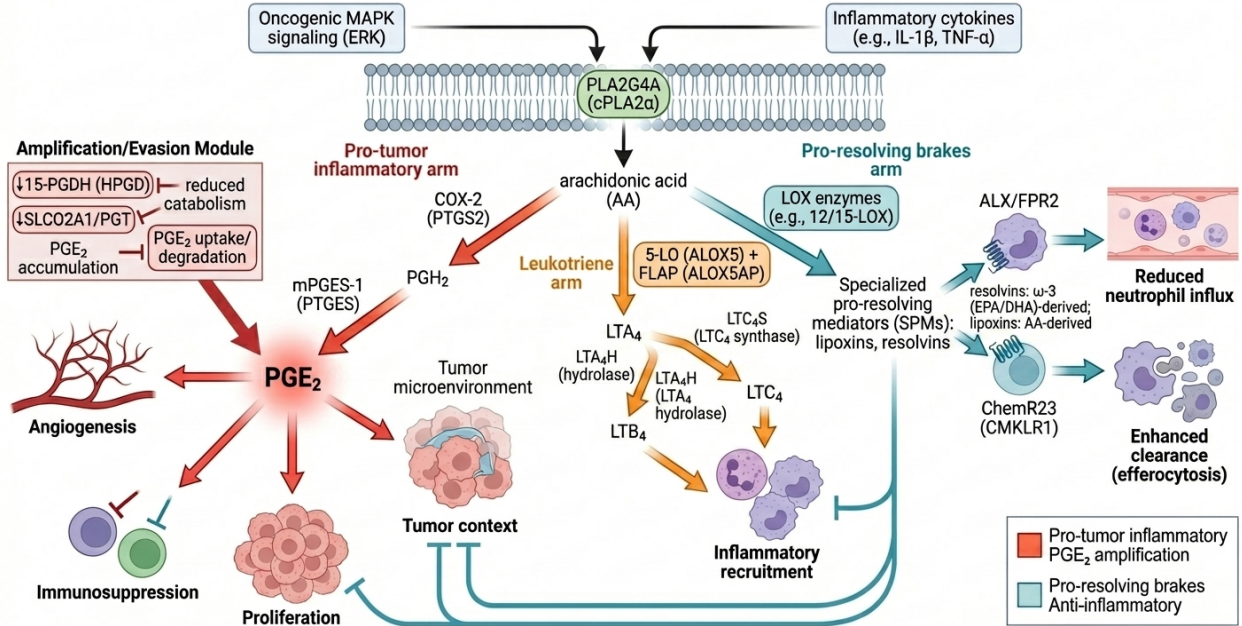 Oncogenic MAPK
signaling (ERK)
Inflammatory cytokines
(e.g., IL-1β, TNF-α)
PLA2G4A
(cPLA2α)
Amplification/Evasion Module
↓15-PGDH (HPGD)
reduced
catabolism
↓SLCO2A1/PGT
PGE₂
accumulation
PGE₂ uptake/
degradation
Pro-tumor
inflammatory arm
Pro-resolving brakes
arm
arachidonic acid
(AA)
COX-2
(PTGS2)
LOX enzymes
(e.g., 12/15-LOX)
ALX/FPR2
Leukotriene
arm
5-LO (ALOX5) +
FLAP (ALOX5AP)
PGH₂
mPGES-1
(PTGES)
Specialized
pro-resolving
mediators (SPMs):
lipoxins, resolvins
resolvins: ω-3
(EPA/DHA)-derived;
lipoxins: AA-derived
Reduced
neutrophil influx
LTA₄
LTC₄S
(LTC₄ synthase)
LTA₄H
(hydrolase)
LTA₄H
(LTA₄
hydrolase)
LTC₄
LTB₄
PGE₂
Tumor
microenvironment
Angiogenesis
ChemR23
(CMKLR1)
Enhanced
clearance
(efferocytosis)
Tumor context
Inflammatory
recruitment
Immunosuppression
Proliferation
Pro-tumor inflammatory
PGE₂ amplification
Pro-resolving brakes
Anti-inflammatory